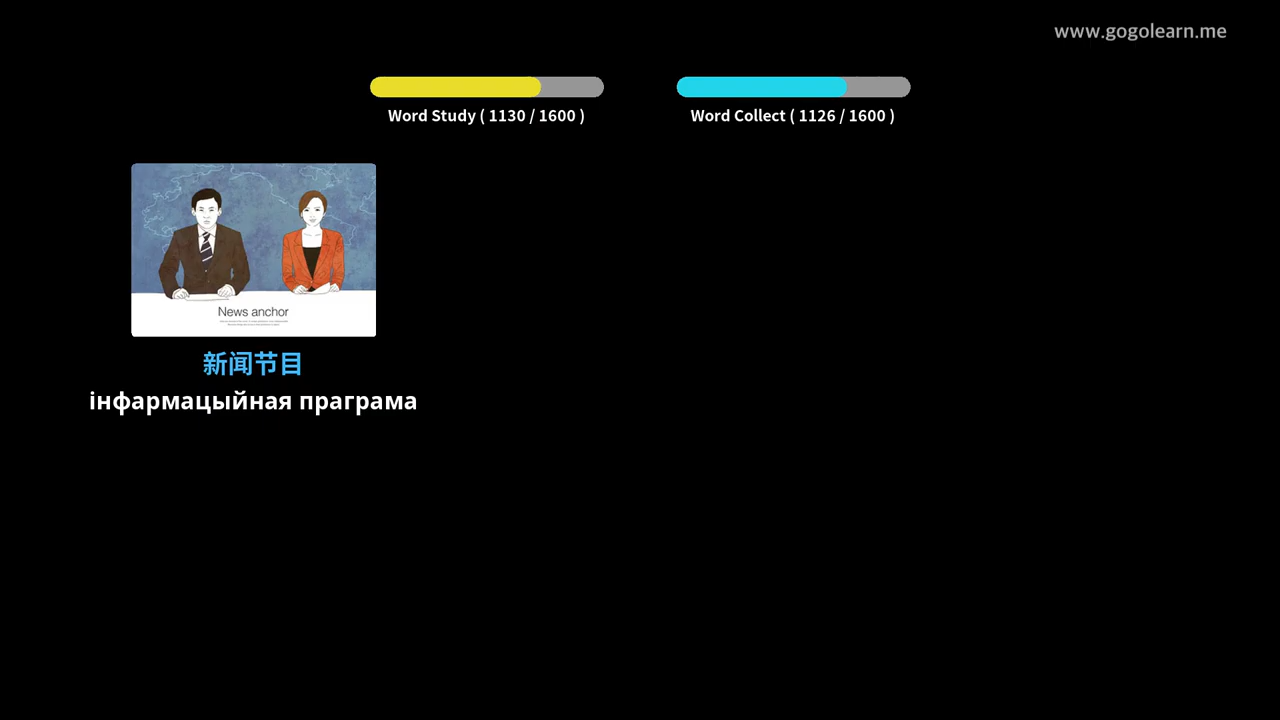 www.gogolearn.me
Word Study ( 1130 / 1600 )
Word Collect ( 1126 / 1600 )
News anchor
新闻节目
інфармацыйная праграма